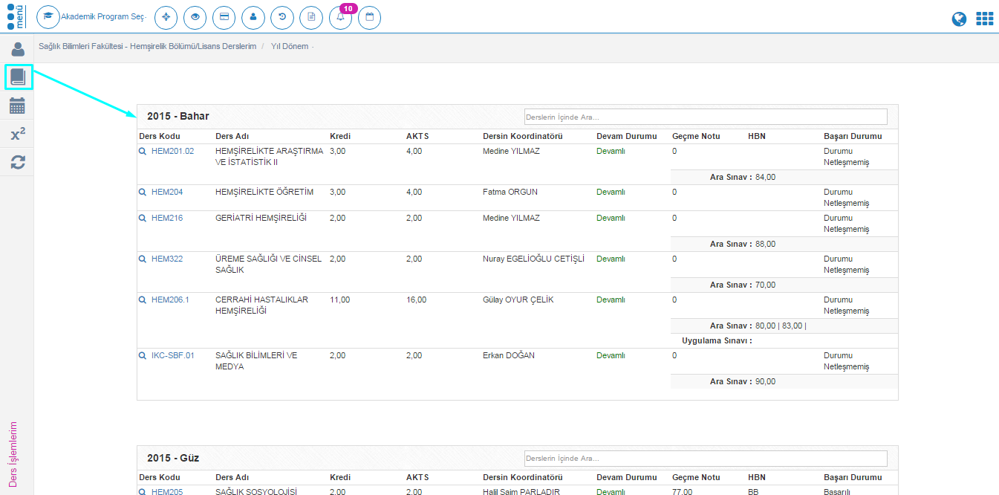 menü
Akademik Program Seç-
10
Sağlık Bilimleri Fakültesi - Hemşirelik Bölümü/Lisans Derslerim / Yıl Dönem -
2015 - Bahar
Derslerin İçinde Ara...
Ders Kodu Ders Adı Kredi AKTS Dersin Koordinatörü Devam Durumu Geçme Notu HBN Başarı Durumu
HEM201.02 HEMŞİRELİKTE ARAŞTIRMA 3,00 4,00 Medine YILMAZ Devamlı 0 Durumu
VE İSTATİSTİK II Netleşmemiş
Ara Sınav : 84,00
HEM204 HEMŞİRELİKTE ÖĞRETİM 3,00 4,00 Fatma ORGUN Devamlı 0 Durumu
Netleşmemiş
HEM216 GERİATRİ HEMŞİRELİĞİ 2,00 2,00 Medine YILMAZ Devamlı 0 Durumu
Netleşmemiş
Ara Sınav : 88,00
HEM322 ÜREME SAĞLIĞI VE CİNSEL 2,00 2,00 Nuray EGELİOĞLU CETİŞLİ Devamlı 0 Durumu
SAĞLIK Netleşmemiş
Ara Sınav : 70,00
HEM206.1 CERRAHİ HASTALIKLAR 11,00 16,00 Gülay OYUR ÇELİK Devamlı 0 Durumu
HEMŞİRELİĞİ Netleşmemiş
Ara Sınav : 80,00 | 83,00 |
Uygulama Sınavı :
IKC-SBF.01 SAĞLIK BİLİMLERİ VE 2,00 2,00 Erkan DOĞAN Devamlı 0 Durumu
MEDYA Netleşmemiş
Ara Sınav : 90,00
Ders İşlemlerim
2015 - Güz
Derslerin İçinde Ara...
Ders Kodu Ders Adı Kredi AKTS Dersin Koordinatörü Devam Durumu Geçme Notu HBN Başarı Durumu
HEM205 SAĞLIK SOSYOLOJİSİ 2,00 2,00 Halil Saim PARLADIR Devamlı 77,00 BB Başarılı
x²